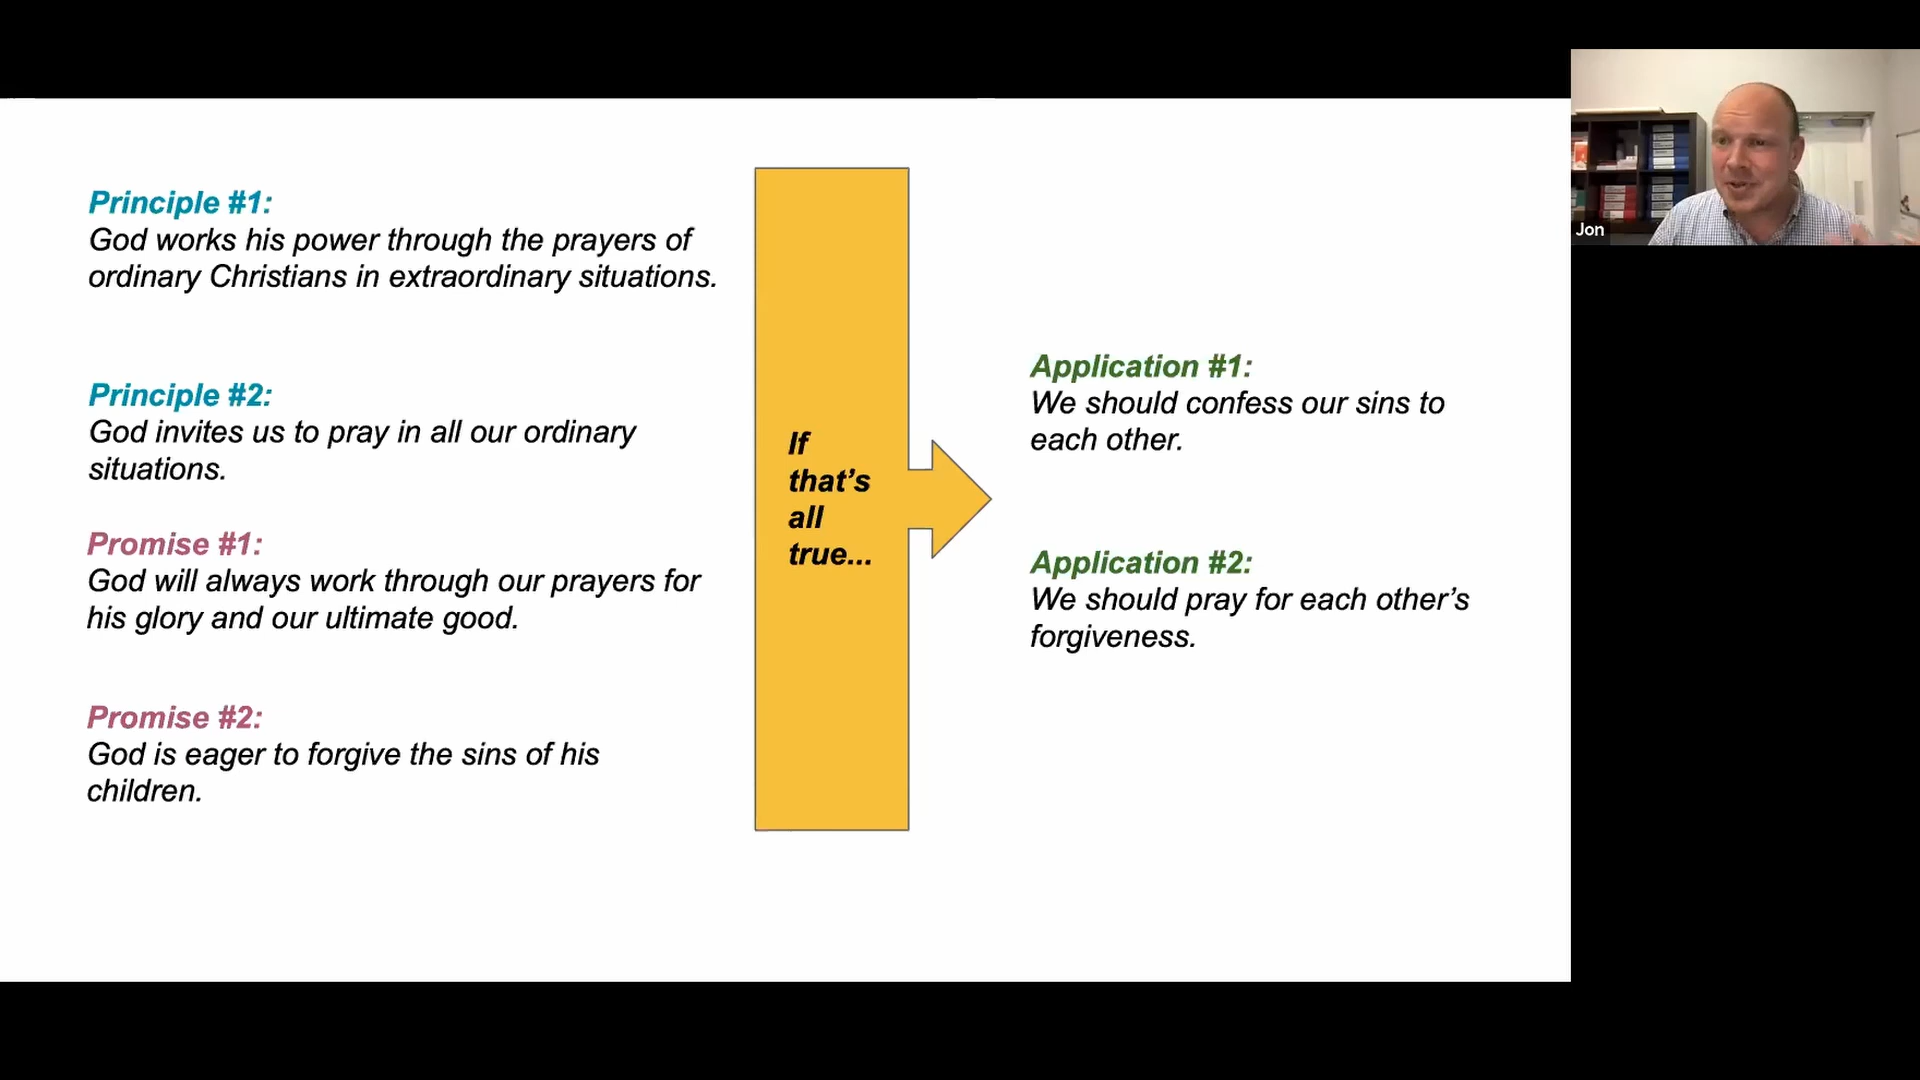 Principle #1:
God works his power through the prayers of
ordinary Christians in extraordinary situations.
Principle #2:
God invites us to pray in all our ordinary
situations.
Promise #1:
God will always work through our prayers for
his glory and our ultimate good.
Promise #2:
God is eager to forgive the sins of his
children.
If
that’s
all
true...
Application #1:
We should confess our sins to
each other.
Application #2:
We should pray for each other’s
forgiveness.
Jon